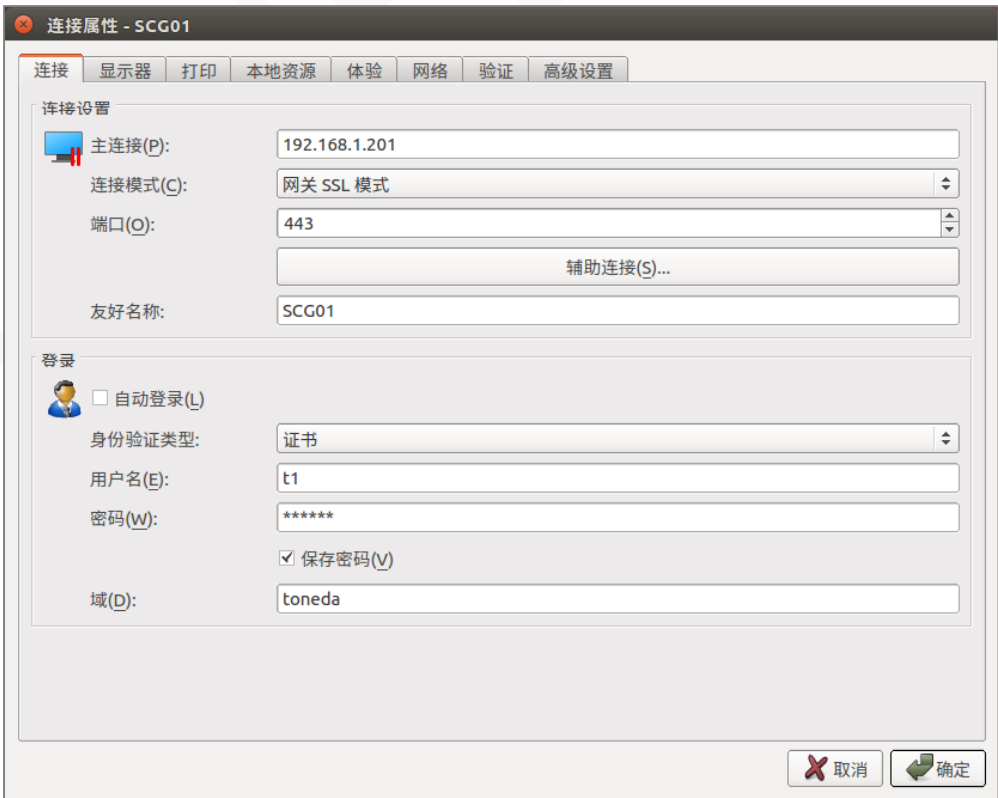 连接属性 - SCG01
连接 显示器 打印 本地资源 体验 网络 验证 高级设置
连接设置
主连接(P): 192.168.1.201
连接模式(C): 网关 SSL 模式
端口(O): 443
辅助连接(S)...
友好名称: SCG01
登录
自动登录(L)
身份验证类型: 证书
用户名(E): t1
密码(W): ******
保存密码(V)
域(D): toneda
取消 确定